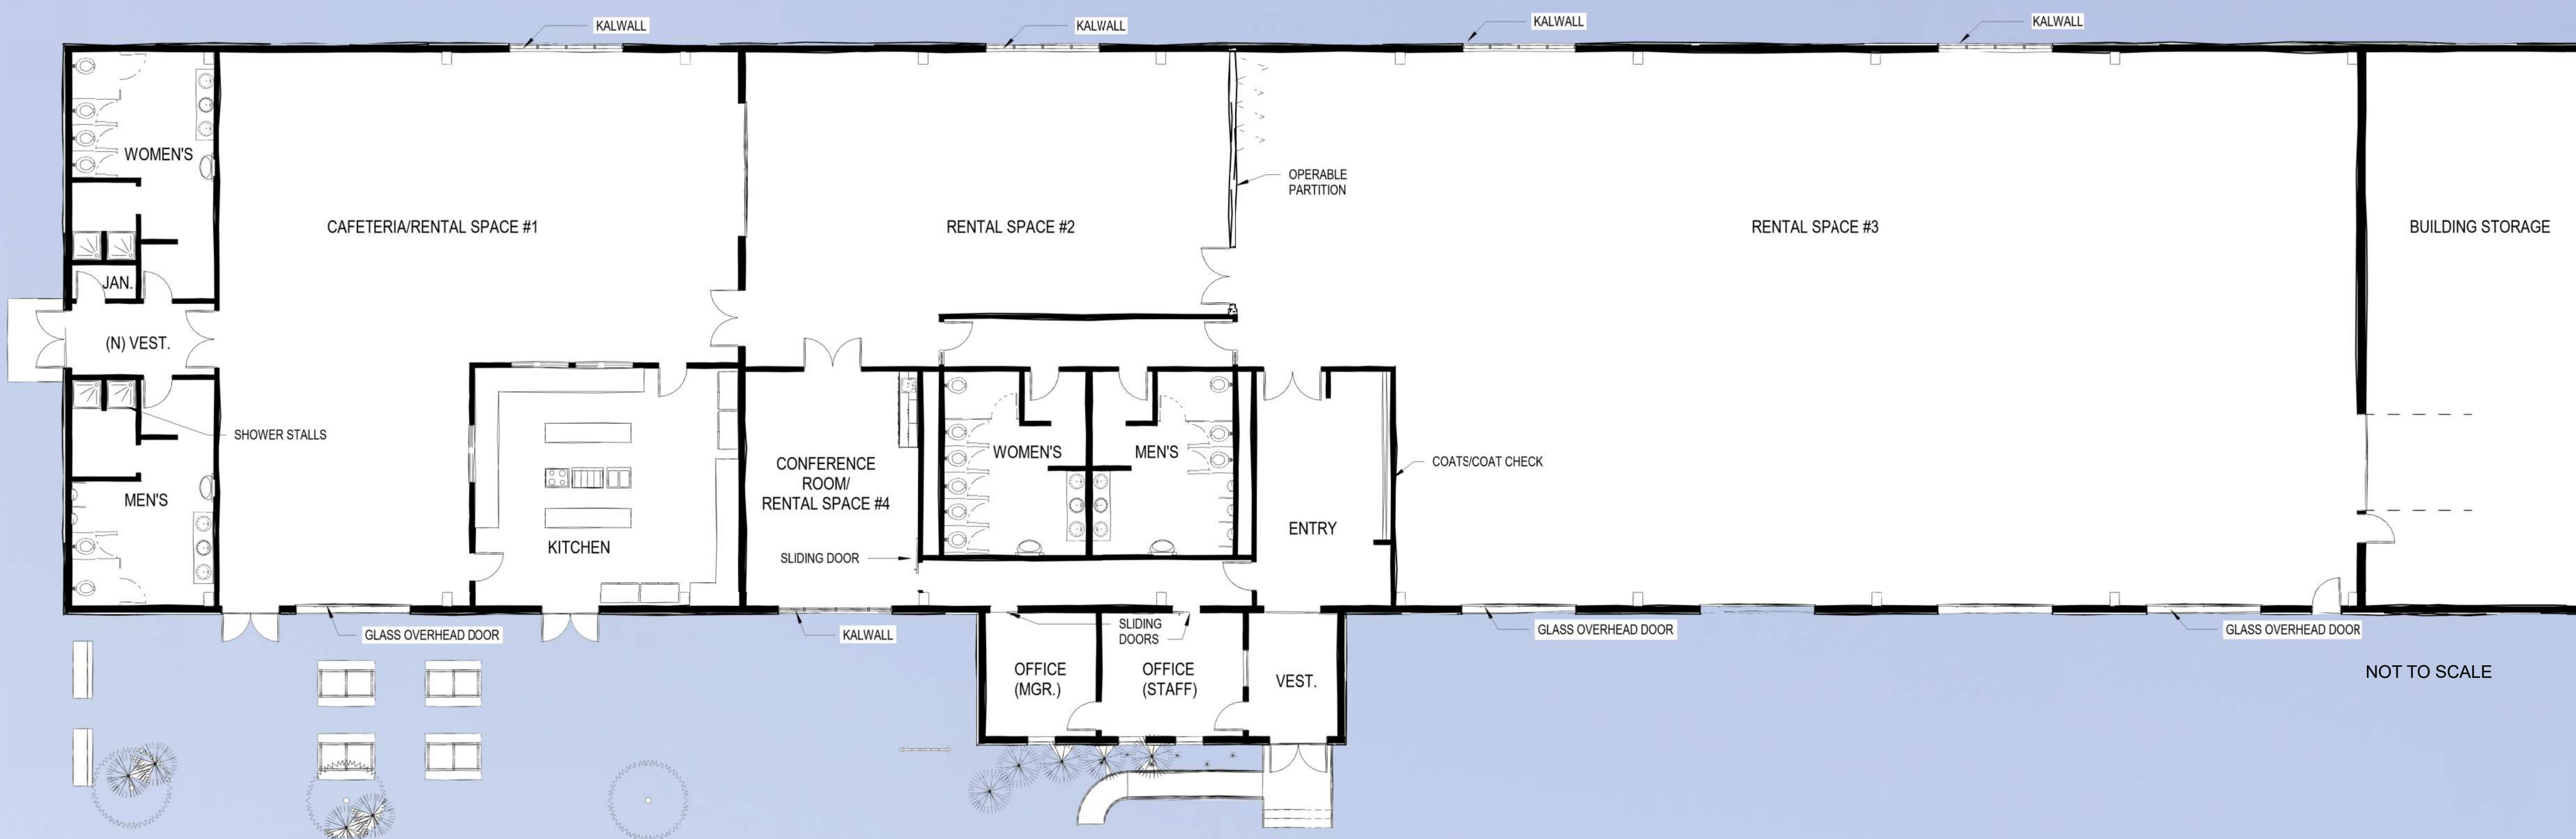 KALWALL
KALWALL
KALWALL
KALWALL
WOMEN'S
OPERABLE
PARTITION
CAFETERIA/RENTAL SPACE #1
RENTAL SPACE #2
RENTAL SPACE #3
BUILDING STORAGE
JAN.
(N) VEST.
SHOWER STALLS
WOMEN'S
MEN'S
CONFERENCE
ROOM/
RENTAL SPACE #4
COATS/COAT CHECK
MEN'S
ENTRY
KITCHEN
SLIDING DOOR
GLASS OVERHEAD DOOR
KALWALL
SLIDING
DOORS
GLASS OVERHEAD DOOR
GLASS OVERHEAD DOOR
OFFICE
(MGR.)
OFFICE
(STAFF)
VEST.
NOT TO SCALE